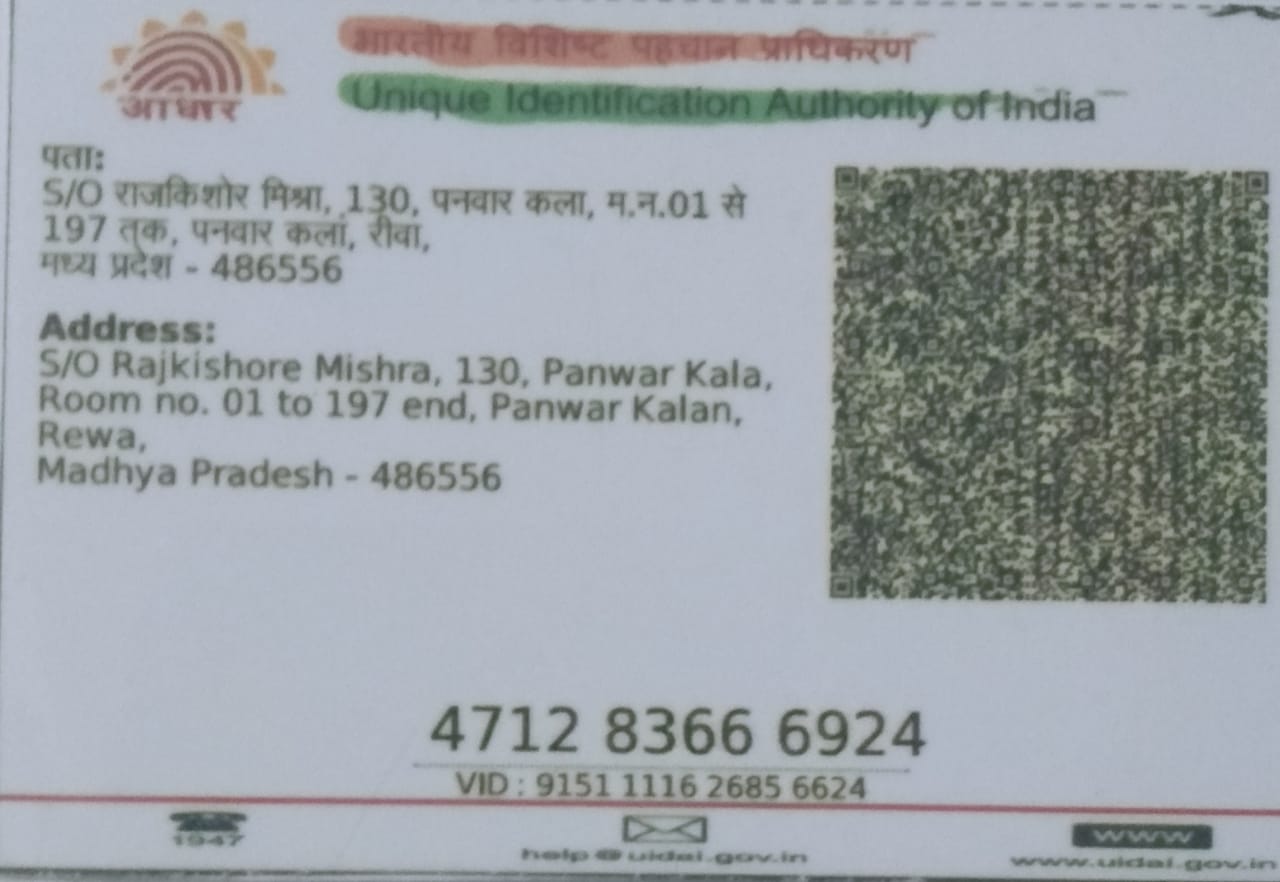 भारतीय विशिष्ट पहचान प्राधिकरण
Unique Identification Authority of India
आधार
पता:
S/O राजकिशोर मिश्रा, 130, पनवार कला, म.न.01 से
197 तक, पनवार कलां, रीवा,
मध्य प्रदेश - 486556
Address:
S/O Rajkishore Mishra, 130, Panwar Kala,
Room no. 01 to 197 end, Panwar Kalan,
Rewa,
Madhya Pradesh - 486556
4712 8366 6924
VID : 9151 1116 2685 6624
1947
help@uidai.gov.in
www
www.uidai.gov.in